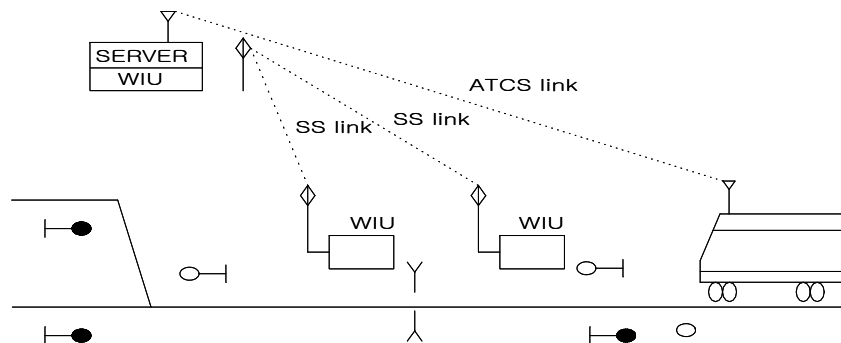 SERVER
WIU
ATCS link
SS link
SS link
WIU
WIU